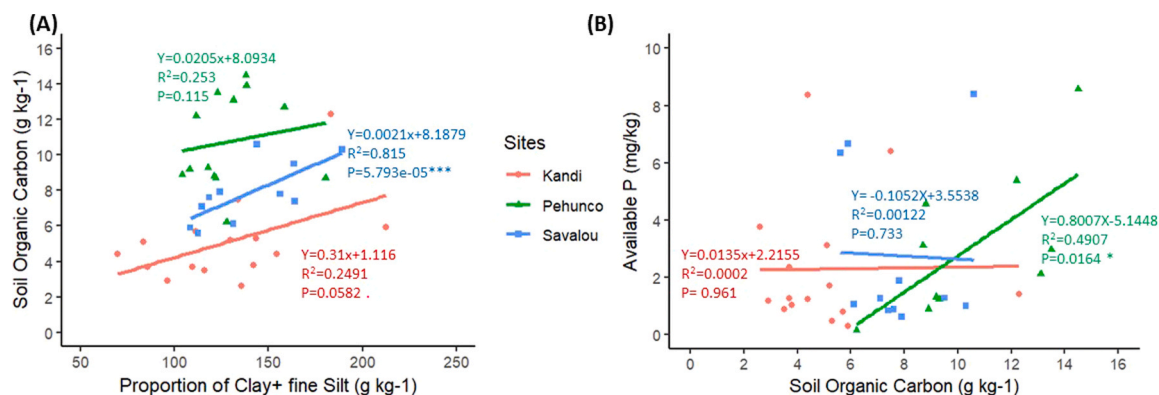 (A)
Soil Organic Carbon (g kg-1)
16
14
12
10
8
6
4
2
0
Y=0.0205x+8.0934
R²=0.253
P=0.115
Y=0.0021x+8.1879
R²=0.815
P=5.793e-05***
Y=0.31x+1.116
R²=0.2491
P=0.0582 .
50
100
150
200
250
Proportion of Clay+ fine Silt (g kg-1)
Sites
Kandi
Pehunco
Savalou
(B)
Available P (mg/kg)
10
8
6
4
2
0
Y= -0.1052X+3.5538
R²=0.00122
P=0.733
Y=0.0135x+2.2155
R²=0.0002
P= 0.961
Y=0.8007X-5.1448
R²=0.4907
P=0.0164 *
0
2
4
6
8
10
12
14
16
Soil Organic Carbon (g kg-1)